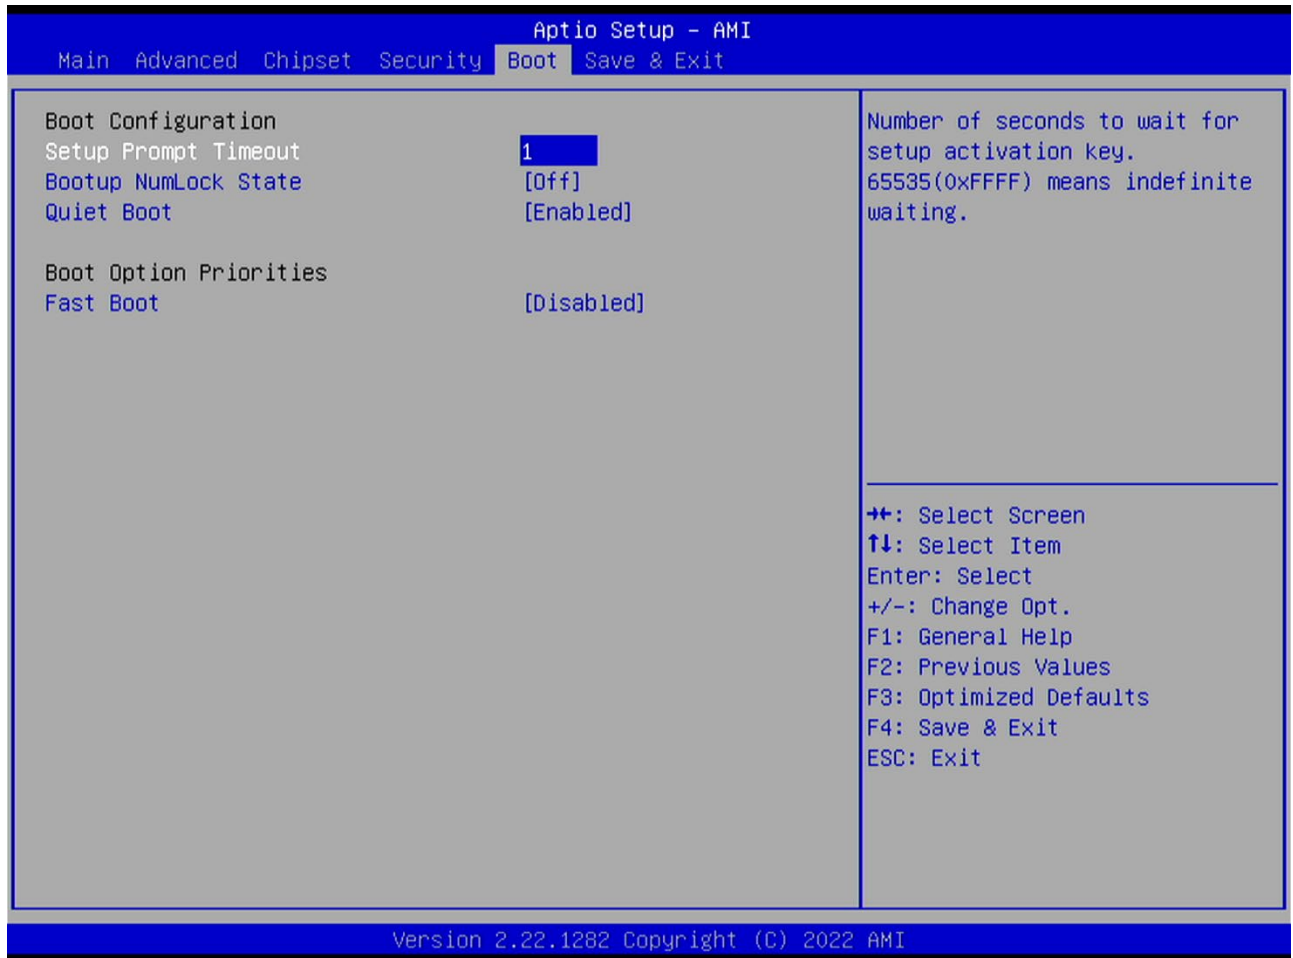 Aptio Setup - AMI
Main Advanced Chipset Security Boot Save & Exit
Boot Configuration
Setup Prompt Timeout 1
Bootup NumLock State [Off]
Quiet Boot [Enabled]
Boot Option Priorities
Fast Boot [Disabled]
Number of seconds to wait for
setup activation key.
65535(0xFFFF) means indefinite
waiting.
→←: Select Screen
↑↓: Select Item
Enter: Select
+/-: Change Opt.
F1: General Help
F2: Previous Values
F3: Optimized Defaults
F4: Save & Exit
ESC: Exit
Version 2.22.1282 Copyright (C) 2022 AMI